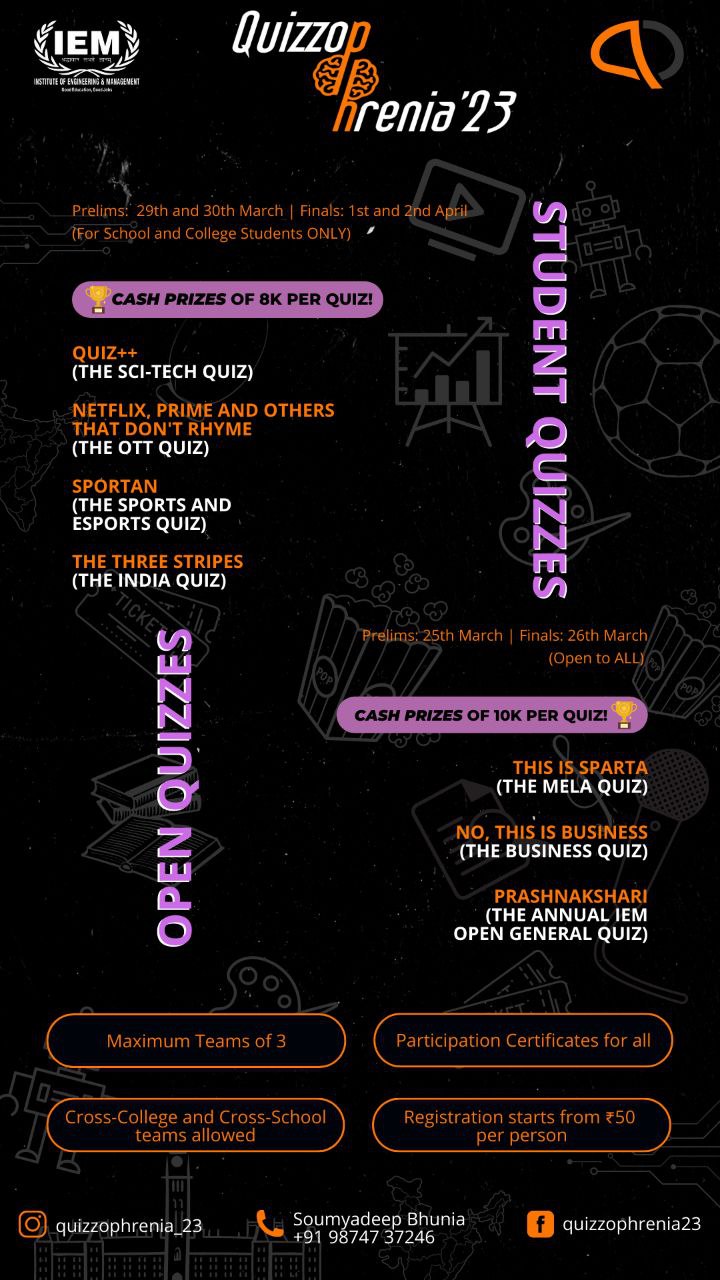 IEM
INSTITUTE OF ENGINEERING & MANAGEMENT
Good Education, Good Jobs
Quizzop
hrenia'23
Prelims:  29th and 30th March | Finals: 1st and 2nd April
(For School and College Students ONLY)
CASH PRIZES OF 8K PER QUIZ!
QUIZ++
(THE SCI-TECH QUIZ)
NETFLIX, PRIME AND OTHERS
THAT DON'T RHYME
(THE OTT QUIZ)
SPORTAN
(THE SPORTS AND
ESPORTS QUIZ)
THE THREE STRIPES
(THE INDIA QUIZ)
STUDENT QUIZZES
TICKET
POP
POP
OPEN QUIZZES
Prelims: 25th March | Finals: 26th March
(Open to ALL)
CASH PRIZES OF 10K PER QUIZ!
THIS IS SPARTA
(THE MELA QUIZ)
NO, THIS IS BUSINESS
(THE BUSINESS QUIZ)
PRASHNAKSHARI
(THE ANNUAL IEM
OPEN GENERAL QUIZ)
Maximum Teams of 3
Participation Certificates for all
Cross-College and Cross-School
teams allowed
Registration starts from ₹50
per person
quizzophrenia_23
Soumyadeep Bhunia
+91 98747 37246
quizzophrenia23